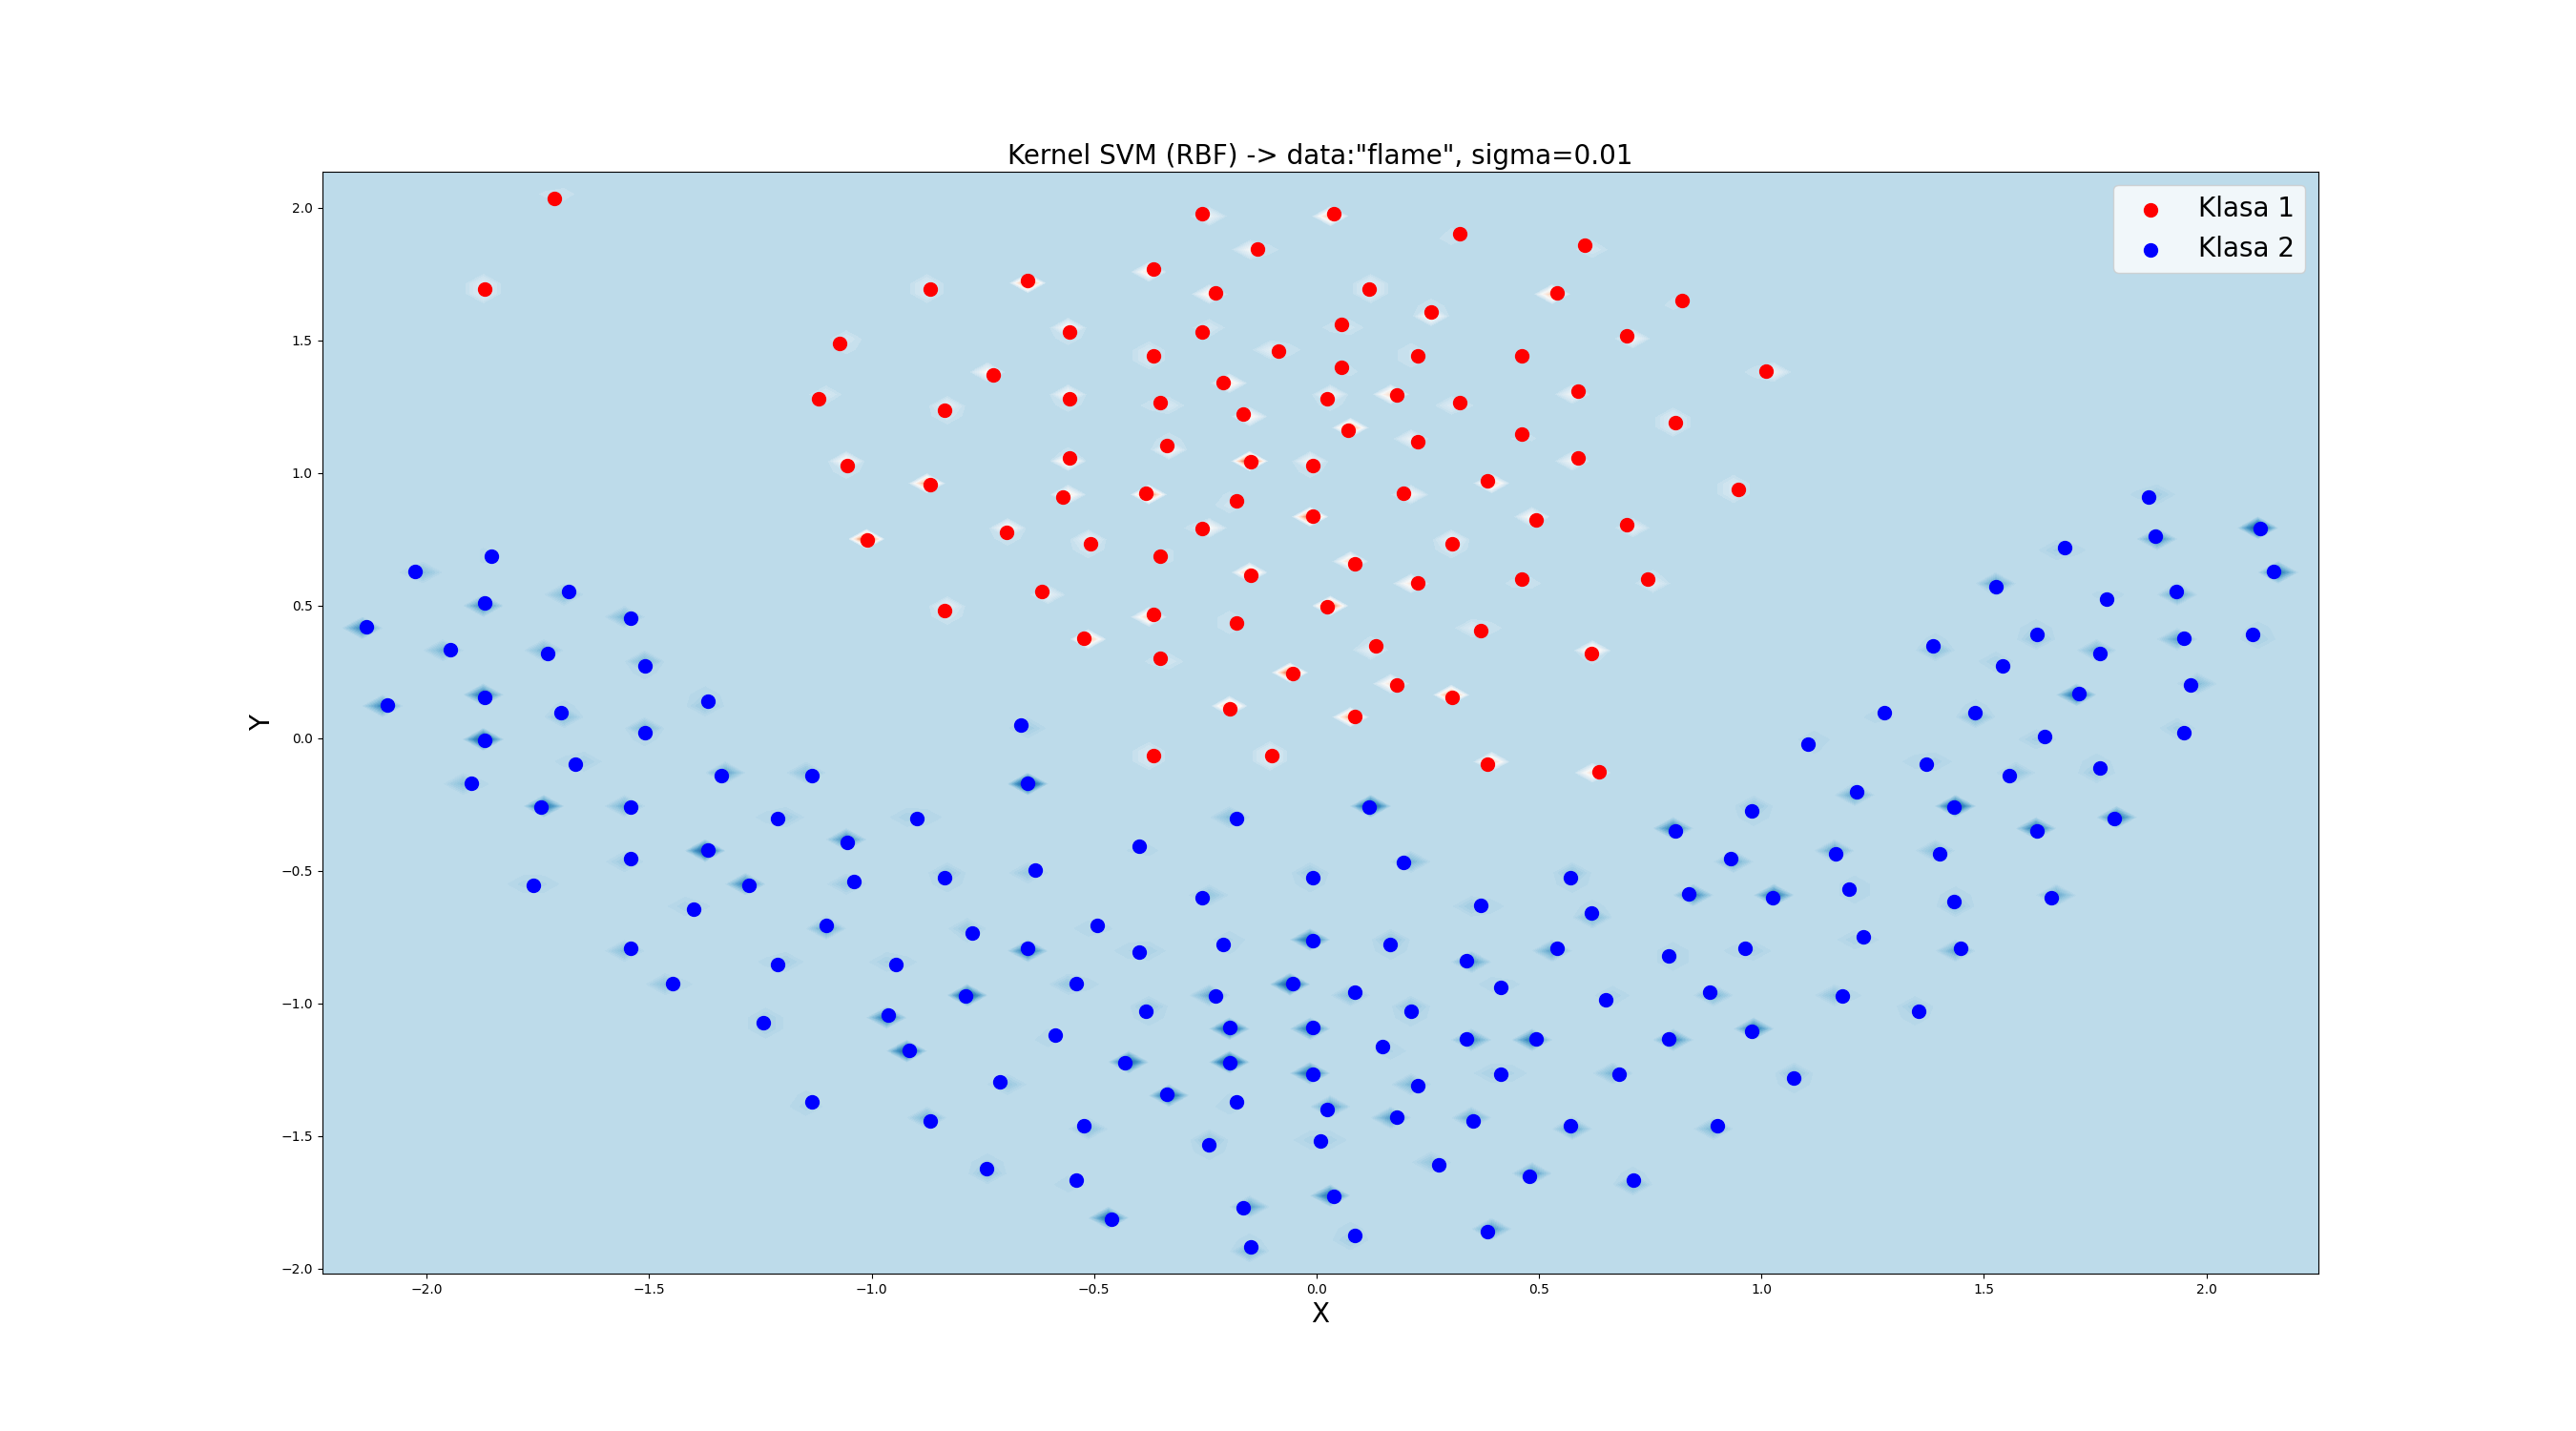 Kernel SVM (RBF) -> data:"flame", sigma=0.01
Klasa 1
Klasa 2
2.0
1.5
1.0
0.5
0.0
−0.5
−1.0
−1.5
−2.0
Y
−2.0 −1.5 −1.0 −0.5 0.0 0.5 1.0 1.5 2.0
X